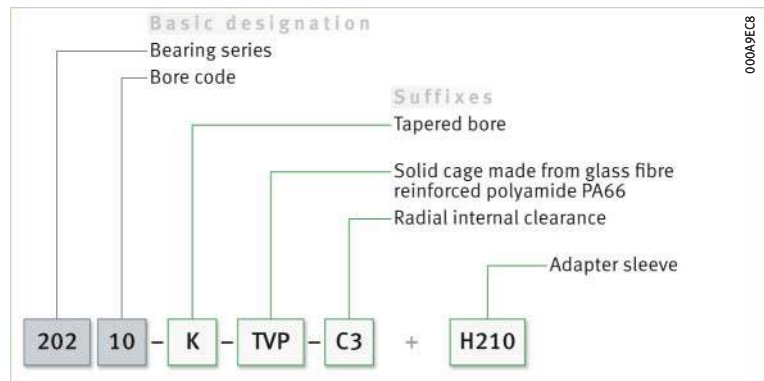 Basic designation
Bearing series
Bore code
Suffixes
Tapered bore
Solid cage made from glass fibre
reinforced polyamide PA66
Radial internal clearance
Adapter sleeve
202 10 – K – TVP – C3 + H210
000A9EC8